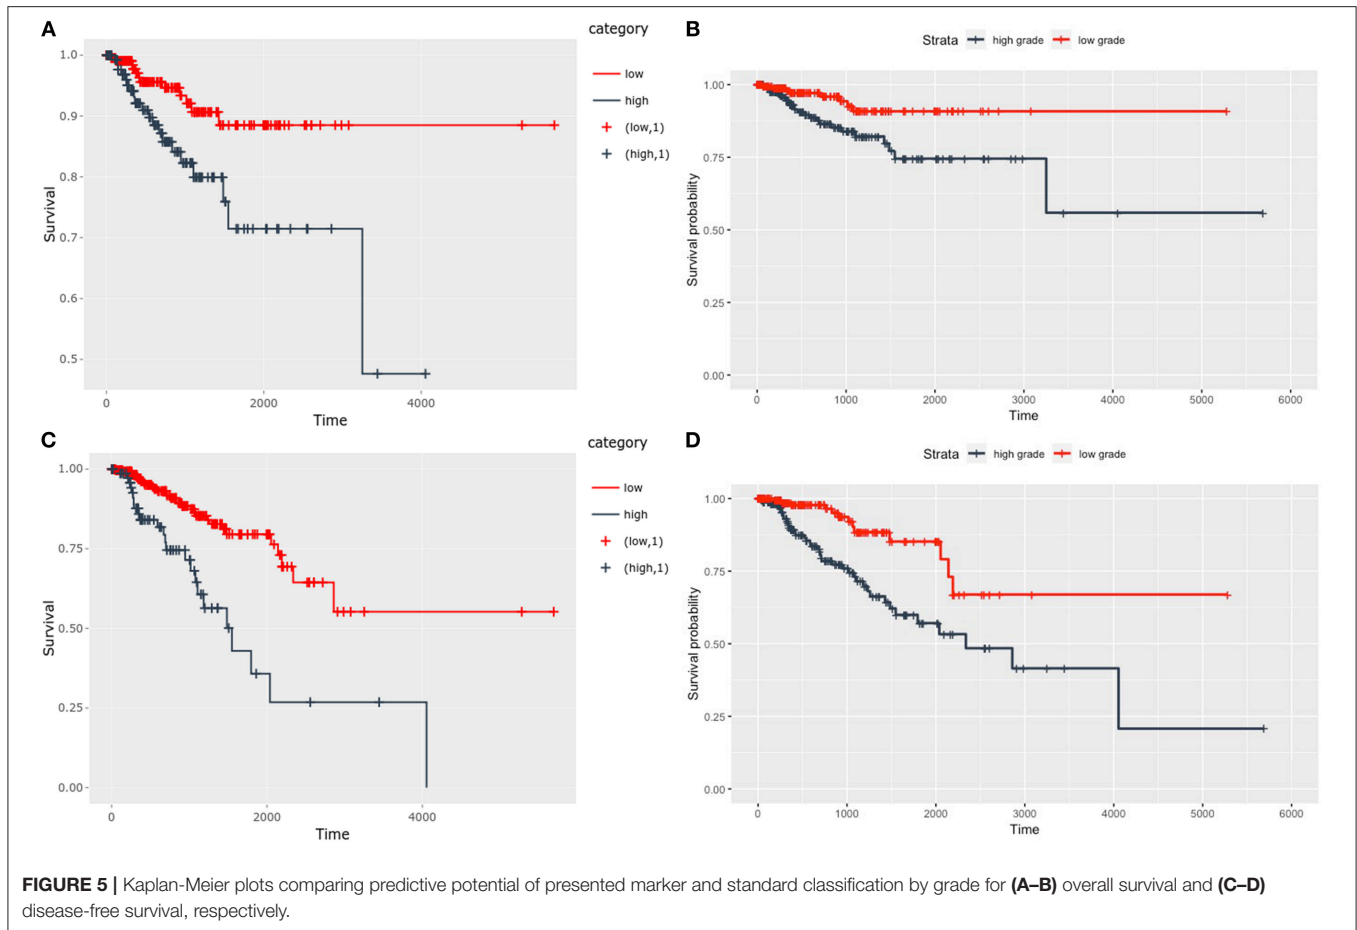 A
category
low
high
(low,1)
(high,1)
1.0
0.9
0.8
0.7
0.6
0.5
Survival
0
2000
4000
Time
B
Strata high grade low grade
1.00
0.75
0.50
0.25
0.00
Survival probability
0
1000
2000
3000
4000
5000
6000
Time
C
category
low
high
(low,1)
(high,1)
1.00
0.75
0.50
0.25
0.00
Survival
0
2000
4000
Time
D
Strata high grade low grade
1.00
0.75
0.50
0.25
0.00
Survival probability
0
1000
2000
3000
4000
5000
6000
Time
FIGURE 5 | Kaplan-Meier plots comparing predictive potential of presented marker and standard classification by grade for (A–B) overall survival and (C–D)
disease-free survival, respectively.